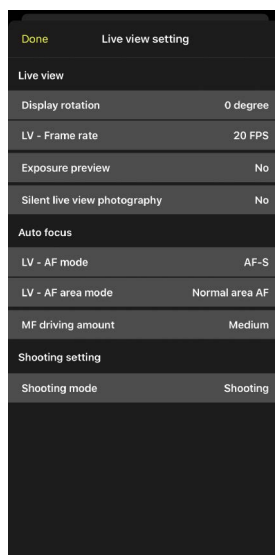 Done Live view setting
Live view
Display rotation 0 degree
LV - Frame rate 20 FPS
Exposure preview No
Silent live view photography No
Auto focus
LV - AF mode AF-S
LV - AF area mode Normal area AF
MF driving amount Medium
Shooting setting
Shooting mode Shooting